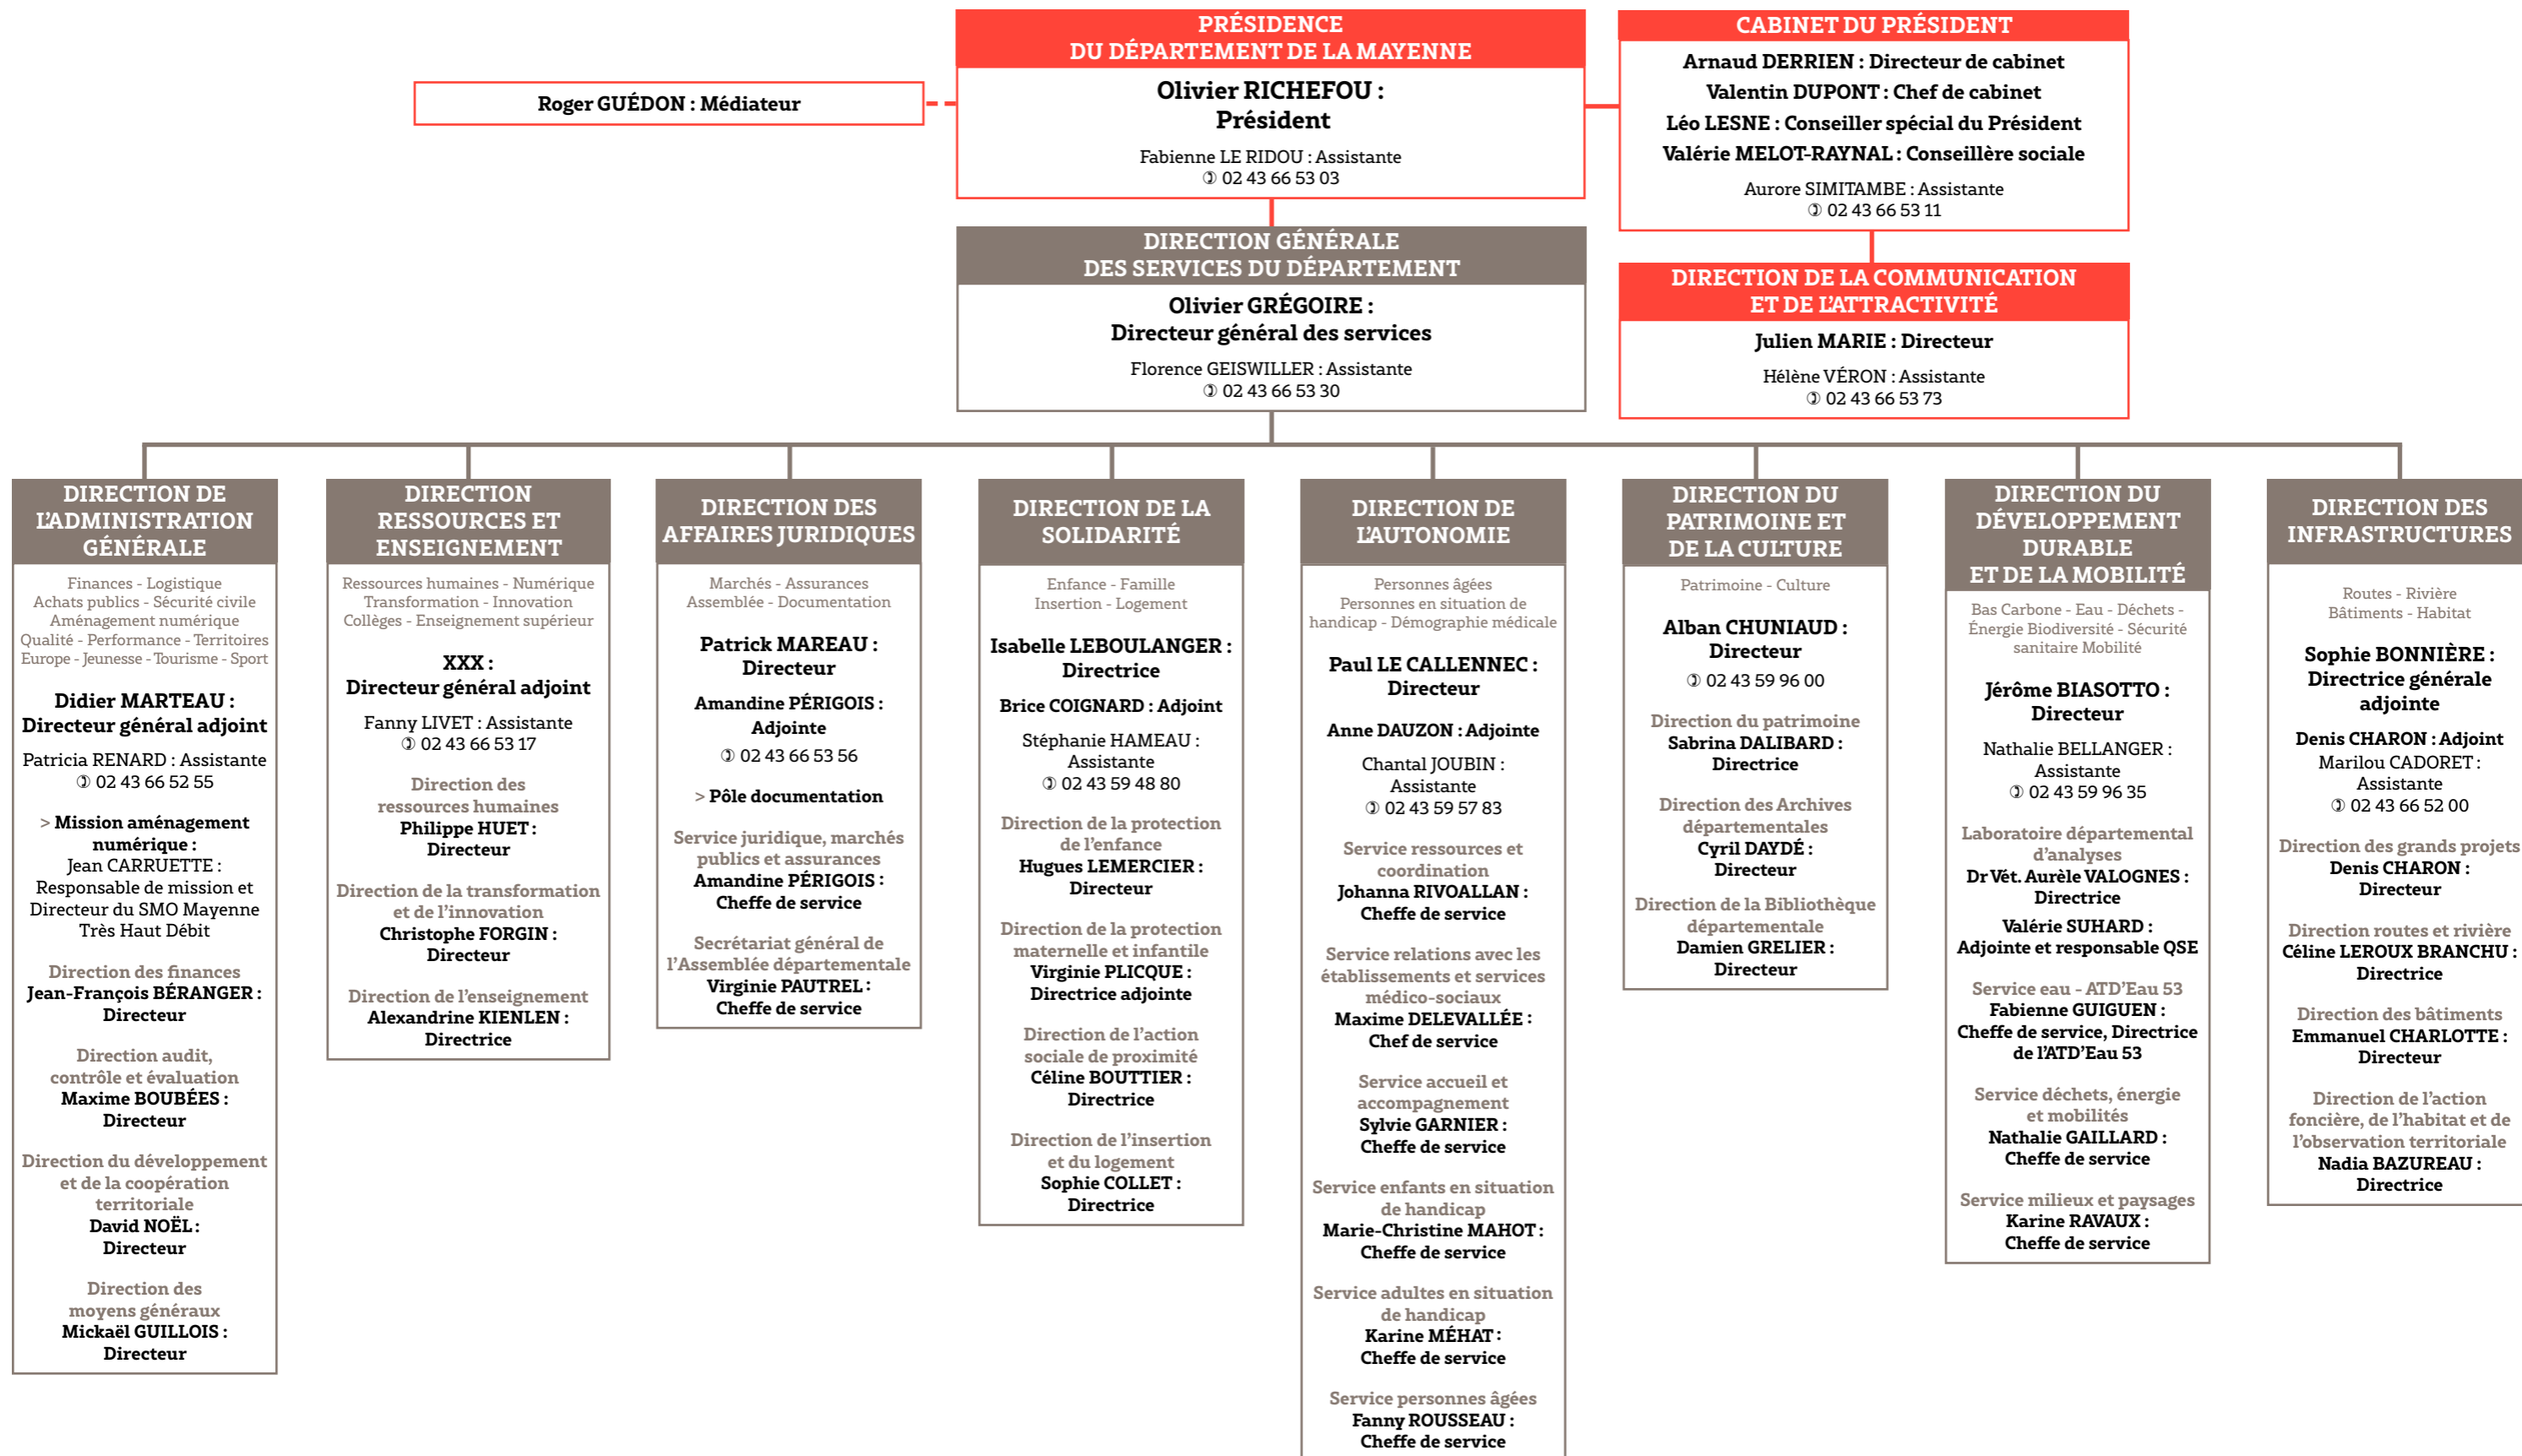 PRÉSIDENCE
DU DÉPARTEMENT DE LA MAYENNE
Olivier RICHEFOU :
Président
Fabienne LE RIDOU : Assistante
✆ 02 43 66 53 03
Roger GUÉDON : Médiateur
CABINET DU PRÉSIDENT
Arnaud DERRIEN : Directeur de cabinet
Valentin DUPONT : Chef de cabinet
Léo LESNE : Conseiller spécial du Président
Valérie MELOT-RAYNAL : Conseillère sociale
Aurore SIMITAMBE : Assistante
✆ 02 43 66 53 11
DIRECTION GÉNÉRALE
DES SERVICES DU DÉPARTEMENT
Olivier GRÉGOIRE :
Directeur général des services
Florence GEISWILLER : Assistante
✆ 02 43 66 53 30
DIRECTION DE LA COMMUNICATION
ET DE L'ATTRACTIVITÉ
Julien MARIE : Directeur
Hélène VÉRON : Assistante
✆ 02 43 66 53 73
DIRECTION DE
L'ADMINISTRATION
GÉNÉRALE
Finances - Logistique
Achats publics - Sécurité civile
Aménagement numérique
Qualité - Performance - Territoires
Europe - Jeunesse - Tourisme - Sport
Didier MARTEAU :
Directeur général adjoint
Patricia RENARD : Assistante
✆ 02 43 66 52 55
> Mission aménagement
numérique :
Jean CARRUETTE :
Responsable de mission et
Directeur du SMO Mayenne
Très Haut Débit
Direction des finances
Jean-François BÉRANGER :
Directeur
Direction audit,
contrôle et évaluation
Maxime BOUBÉES :
Directeur
Direction du développement
et de la coopération
territoriale
David NOËL :
Directeur
Direction des
moyens généraux
Mickaël GUILLOIS :
Directeur
DIRECTION
RESSOURCES ET
ENSEIGNEMENT
Ressources humaines - Numérique
Transformation - Innovation
Collèges - Enseignement supérieur
XXX :
Directeur général adjoint
Fanny LIVET : Assistante
✆ 02 43 66 53 17
Direction des
ressources humaines
Philippe HUET :
Directeur
Direction de la transformation
et de l'innovation
Christophe FORGIN :
Directeur
Direction de l'enseignement
Alexandrine KIENLEN :
Directrice
DIRECTION DES
AFFAIRES JURIDIQUES
Marchés - Assurances
Assemblée - Documentation
Patrick MAREAU :
Directeur
Amandine PÉRIGOIS :
Adjointe
✆ 02 43 66 53 56
> Pôle documentation
Service juridique, marchés
publics et assurances
Amandine PÉRIGOIS :
Cheffe de service
Secrétariat général de
l'Assemblée départementale
Virginie PAUTREL :
Cheffe de service
DIRECTION DE LA
SOLIDARITÉ
Enfance - Famille
Insertion - Logement
Isabelle LEBOULANGER :
Directrice
Brice COIGNARD : Adjoint
Stéphanie HAMEAU :
Assistante
✆ 02 43 59 48 80
Direction de la protection
de l'enfance
Hugues LEMERCIER :
Directeur
Direction de la protection
maternelle et infantile
Virginie PLICQUE :
Directrice adjointe
Direction de l'action
sociale de proximité
Céline BOUTTIER :
Directrice
Direction de l'insertion
et du logement
Sophie COLLET :
Directrice
DIRECTION DE
L'AUTONOMIE
Personnes âgées
Personnes en situation de
handicap - Démographie médicale
Paul LE CALLENNEC :
Directeur
Anne DAUZON : Adjointe
Chantal JOUBIN :
Assistante
✆ 02 43 59 57 83
Service ressources et
coordination
Johanna RIVOALLAN :
Cheffe de service
Service relations avec les
établissements et services
médico-sociaux
Maxime DELEVALLÉE :
Chef de service
Service accueil et
accompagnement
Sylvie GARNIER :
Cheffe de service
Service enfants en situation
de handicap
Marie-Christine MAHOT :
Cheffe de service
Service adultes en situation
de handicap
Karine MÉHAT :
Cheffe de service
Service personnes âgées
Fanny ROUSSEAU :
Cheffe de service
DIRECTION DU
PATRIMOINE ET
DE LA CULTURE
Patrimoine - Culture
Alban CHUNIAUD :
Directeur
✆ 02 43 59 96 00
Direction du patrimoine
Sabrina DALIBARD :
Directrice
Direction des Archives
départementales
Cyril DAYDÉ :
Directeur
Direction de la Bibliothèque
départementale
Damien GRELIER :
Directeur
DIRECTION DU
DÉVELOPPEMENT
DURABLE
ET DE LA MOBILITÉ
Bas Carbone - Eau - Déchets -
Énergie Biodiversité - Sécurité
sanitaire Mobilité
Jérôme BIASOTTO :
Directeur
Nathalie BELLANGER :
Assistante
✆ 02 43 59 96 35
Laboratoire départemental
d'analyses
Dr Vét. Aurèle VALOGNES :
Directrice
Valérie SUHARD :
Adjointe et responsable QSE
Service eau - ATD'Eau 53
Fabienne GUIGUEN :
Cheffe de service, Directrice
de l'ATD'Eau 53
Service déchets, énergie
et mobilités
Nathalie GAILLARD :
Cheffe de service
Service milieux et paysages
Karine RAVAUX :
Cheffe de service
DIRECTION DES
INFRASTRUCTURES
Routes - Rivière
Bâtiments - Habitat
Sophie BONNIÈRE :
Directrice générale
adjointe
Denis CHARON : Adjoint
Marilou CADORET :
Assistante
✆ 02 43 66 52 00
Direction des grands projets
Denis CHARON :
Directeur
Direction routes et rivière
Céline LEROUX BRANCHU :
Directrice
Direction des bâtiments
Emmanuel CHARLOTTE :
Directeur
Direction de l'action
foncière, de l'habitat et de
l'observation territoriale
Nadia BAZUREAU :
Directrice